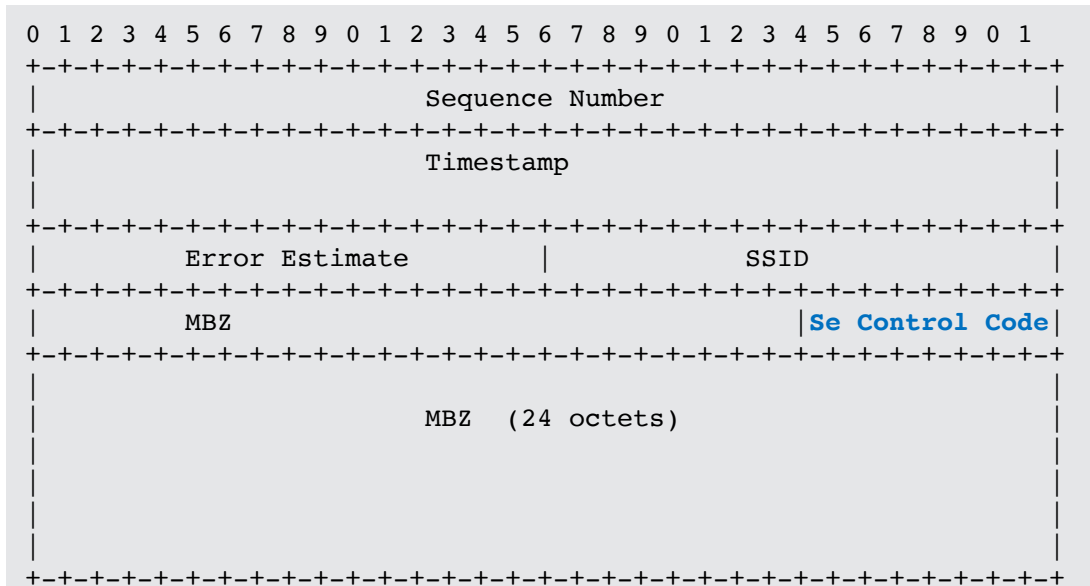 0 1 2 3 4 5 6 7 8 9 0 1 2 3 4 5 6 7 8 9 0 1 2 3 4 5 6 7 8 9 0 1
+-+-+-+-+-+-+-+-+-+-+-+-+-+-+-+-+-+-+-+-+-+-+-+-+-+-+-+-+-+-+-+-+
|                        Sequence Number                        |
+-+-+-+-+-+-+-+-+-+-+-+-+-+-+-+-+-+-+-+-+-+-+-+-+-+-+-+-+-+-+-+-+
|                        Timestamp                              |
|                                                               |
+-+-+-+-+-+-+-+-+-+-+-+-+-+-+-+-+-+-+-+-+-+-+-+-+-+-+-+-+-+-+-+-+
|         Error Estimate        |            SSID               |
+-+-+-+-+-+-+-+-+-+-+-+-+-+-+-+-+-+-+-+-+-+-+-+-+-+-+-+-+-+-+-+-+
|         MBZ                                   |Se Control Code|
+-+-+-+-+-+-+-+-+-+-+-+-+-+-+-+-+-+-+-+-+-+-+-+-+-+-+-+-+-+-+-+-+
|                                                               |
|                        MBZ  (24 octets)                       |
|                                                               |
|                                                               |
|                                                               |
|                                                               |
+-+-+-+-+-+-+-+-+-+-+-+-+-+-+-+-+-+-+-+-+-+-+-+-+-+-+-+-+-+-+-+-+